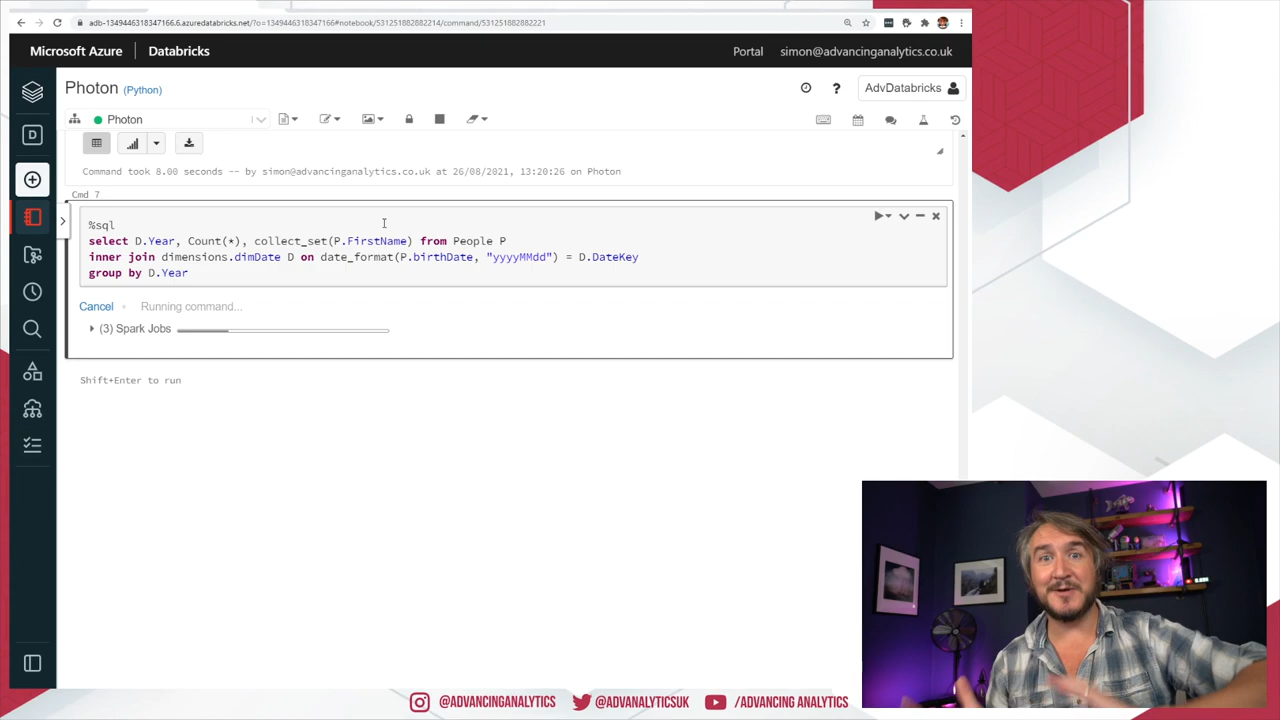 adb-1349446318347166.6.azuredatabricks.net/?o=1349446318347166#notebook/531251882882214/command/531251882882221
Microsoft Azure Databricks Portal simon@advancinganalytics.co.uk
Photon (Python) AdvDatabricks
Photon
Command took 8.00 seconds -- by simon@advancinganalytics.co.uk at 26/08/2021, 13:20:26 on Photon
Cmd 7
%sql
select D.Year, Count(*), collect_set(P.FirstName) from People P
inner join dimensions.dimDate D on date_format(P.birthDate, "yyyyMMdd") = D.DateKey
group by D.Year
Cancel Running command...
(3) Spark Jobs
Shift+Enter to run
@ADVANCINGANALYTICS @ADVANALYTICSUK /ADVANCING ANALYTICS